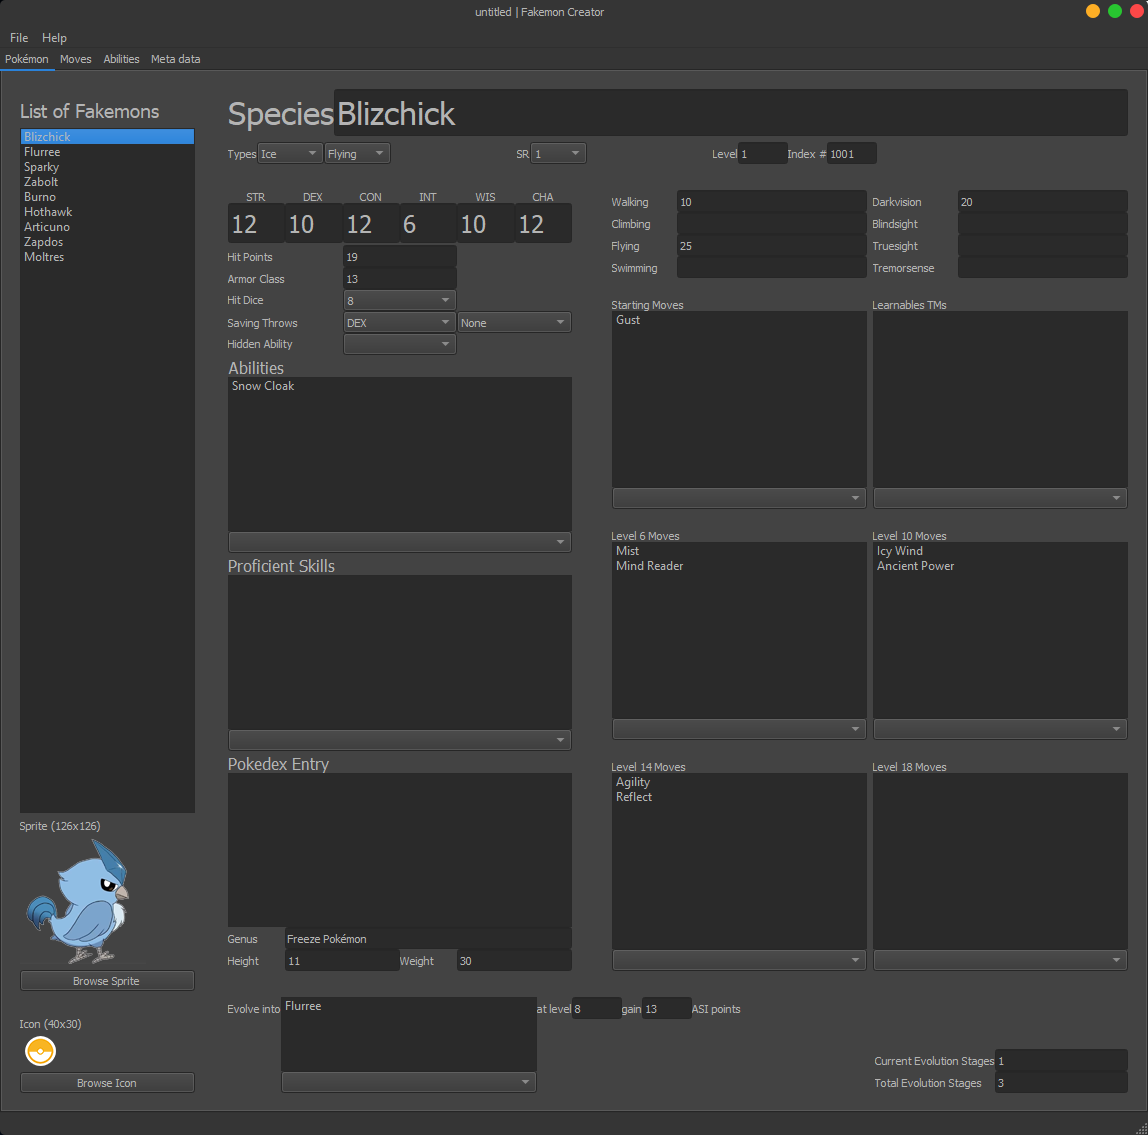 untitled | Fakemon Creator
File Help
Pokémon Moves Abilities Meta data
List of Fakemons
Blizchick
Flurree
Sparky
Zabolt
Burno
Hothawk
Articuno
Zapdos
Moltres
Sprite (126x126)
Browse Sprite
Icon (40x30)
Browse Icon
Species Blizchick
Types Ice Flying SR 1 Level 1 Index # 1001
STR DEX CON INT WIS CHA
12 10 12 6 10 12
Hit Points 19
Armor Class 13
Hit Dice 8
Saving Throws DEX None
Hidden Ability
Abilities
Snow Cloak
Proficient Skills
Pokedex Entry
Genus Freeze Pokémon
Height 11 Weight 30
Walking 10 Darkvision 20
Climbing Blindsight
Flying 25 Truesight
Swimming Tremorsense
Starting Moves
Gust
Learnables TMs
Level 6 Moves
Mist
Mind Reader
Level 10 Moves
Icy Wind
Ancient Power
Level 14 Moves
Agility
Reflect
Level 18 Moves
Evolve into Flurree at level 8 gain 13 ASI points
Current Evolution Stages 1
Total Evolution Stages 3